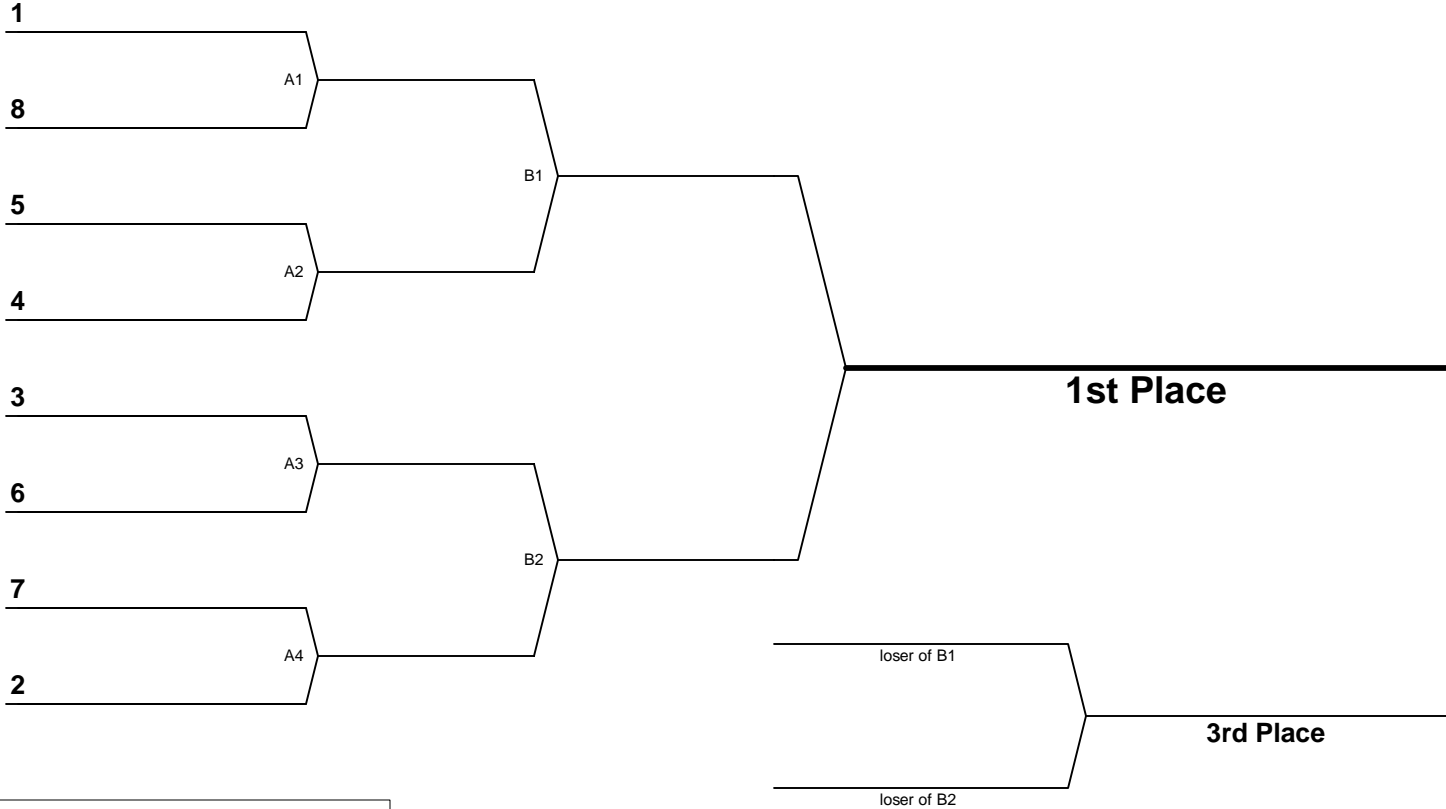 1
A1
8
B1
5
A2
4
3
1st Place
A3
6
B2
7
A4
loser of B1
2
3rd Place
loser of B2